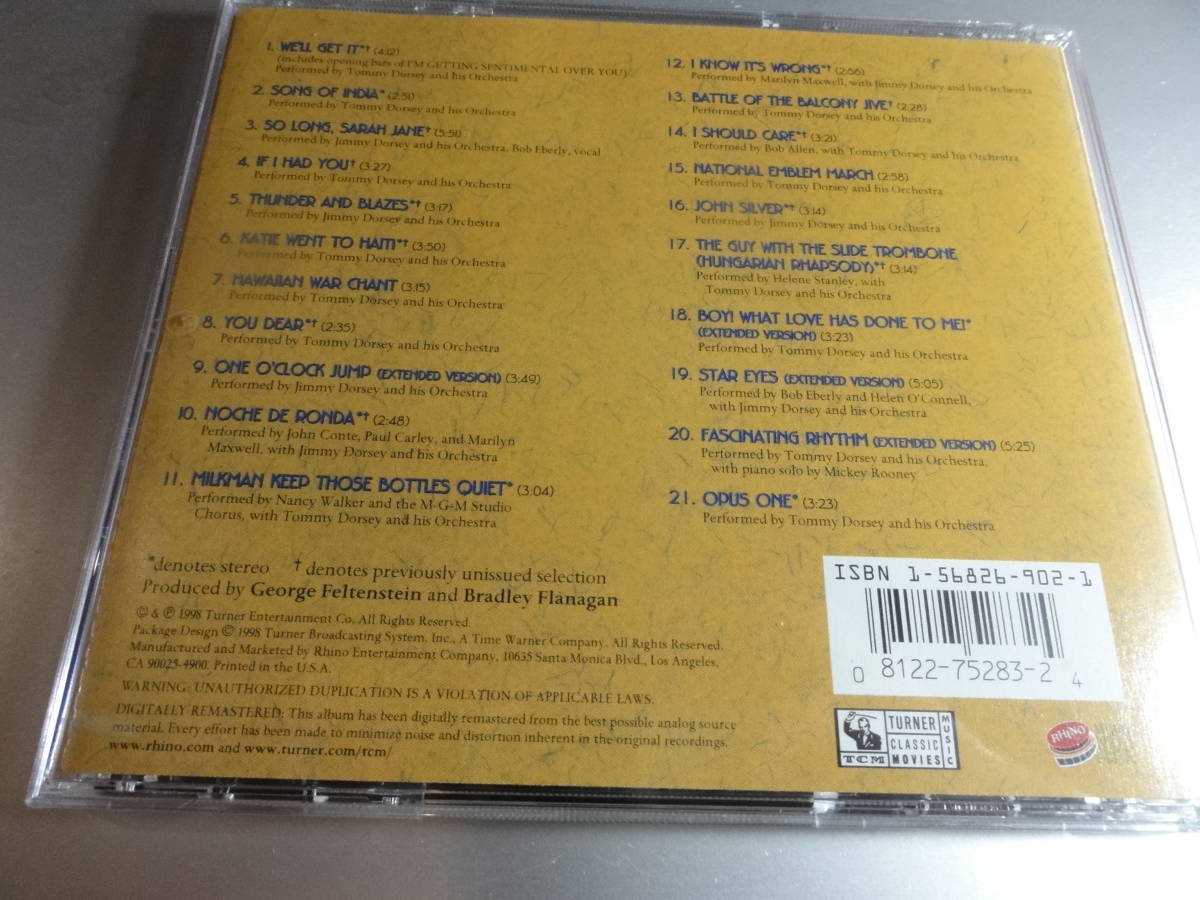 1. WE'LL GET IT*† (4:12)
(includes opening bars of I'M GETTING SENTIMENTAL OVER YOU)
Performed by Tommy Dorsey and his Orchestra
2. SONG OF INDIA* (2:51)
Performed by Tommy Dorsey and his Orchestra
3. SO LONG, SARAH JANE† (5:51)
Performed by Jimmy Dorsey and his Orchestra, Bob Eberly, vocal
4. IF I HAD YOU† (3:27)
Performed by Tommy Dorsey and his Orchestra
5. THUNDER AND BLAZES*† (3:17)
Performed by Jimmy Dorsey and his Orchestra
6. KATIE WENT TO HAITI*† (3:50)
Performed by Tommy Dorsey and his Orchestra
7. HAWAIIAN WAR CHANT (3:15)
Performed by Tommy Dorsey and his Orchestra
8. YOU DEAR*† (2:35)
Performed by Tommy Dorsey and his Orchestra
9. ONE O'CLOCK JUMP (EXTENDED VERSION) (3:49)
Performed by Jimmy Dorsey and his Orchestra
10. NOCHE DE RONDA*† (2:48)
Performed by John Conte, Paul Carley, and Marilyn
Maxwell, with Jimmy Dorsey and his Orchestra
11. MILKMAN KEEP THOSE BOTTLES QUIET* (3:04)
Performed by Nancy Walker and the M-G-M Studio
Chorus, with Tommy Dorsey and his Orchestra
12. I KNOW IT'S WRONG*† (2:56)
Performed by Marilyn Maxwell, with Jimmy Dorsey and his Orchestra
13. BATTLE OF THE BALCONY JIVE† (2:28)
Performed by Tommy Dorsey and his Orchestra
14. I SHOULD CARE*† (3:21)
Performed by Bob Allen, with Tommy Dorsey and his Orchestra
15. NATIONAL EMBLEM MARCH (2:58)
Performed by Tommy Dorsey and his Orchestra
16. JOHN SILVER*† (3:14)
Performed by Jimmy Dorsey and his Orchestra
17. THE GUY WITH THE SLIDE TROMBONE
(HUNGARIAN RHAPSODY)*† (3:14)
Performed by Helene Stanley, with
Tommy Dorsey and his Orchestra
18. BOY! WHAT LOVE HAS DONE TO ME!*
(EXTENDED VERSION) (3:23)
Performed by Tommy Dorsey and his Orchestra
19. STAR EYES (EXTENDED VERSION) (5:05)
Performed by Bob Eberly and Helen O'Connell,
with Jimmy Dorsey and his Orchestra
20. FASCINATING RHYTHM (EXTENDED VERSION) (5:25)
Performed by Tommy Dorsey and his Orchestra,
with piano solo by Mickey Rooney
21. OPUS ONE* (3:23)
Performed by Tommy Dorsey and his Orchestra
*denotes stereo † denotes previously unissued selection
Produced by George Feltenstein and Bradley Flanagan
© & ℗ 1998 Turner Entertainment Co. All Rights Reserved.
Package Design © 1998 Turner Broadcasting System, Inc., A Time Warner Company. All Rights Reserved.
Manufactured and Marketed by Rhino Entertainment Company, 10635 Santa Monica Blvd., Los Angeles,
CA 90025-4900. Printed in the U.S.A.
WARNING: UNAUTHORIZED DUPLICATION IS A VIOLATION OF APPLICABLE LAWS.
DIGITALLY REMASTERED: This album has been digitally remastered from the best possible analog source
material. Every effort has been made to minimize noise and distortion inherent in the original recordings.
www.rhino.com and www.turner.com/tcm/
ISBN 1-56826-902-1
0 8122-75283-2 4
TCM
TURNER
CLASSIC
MOVIES
MUSIC
RHINO